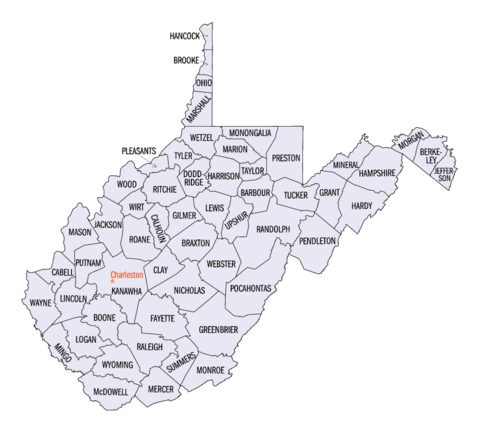 HANCOCK
BROOKE
OHIO
MARSHALL
WETZEL
MONONGALIA
MARION
PRESTON
PLEASANTS
TYLER
DODD-
RIDGE
HARRISON
TAYLOR
BARBOUR
TUCKER
GRANT
MINERAL
HAMPSHIRE
MORGAN
BERKE-
LEY
JEFFER
SON
HARDY
WOOD
RITCHIE
WIRT
CALHOUN
GILMER
LEWIS
UPSHUR
RANDOLPH
PENDLETON
MASON
JACKSON
ROANE
BRAXTON
WEBSTER
POCAHONTAS
CABELL
PUTNAM
Charleston
KANAWHA
CLAY
NICHOLAS
WAYNE
LINCOLN
BOONE
FAYETTE
GREENBRIER
MINGO
LOGAN
RALEIGH
WYOMING
SUMMERS
MONROE
McDOWELL
MERCER